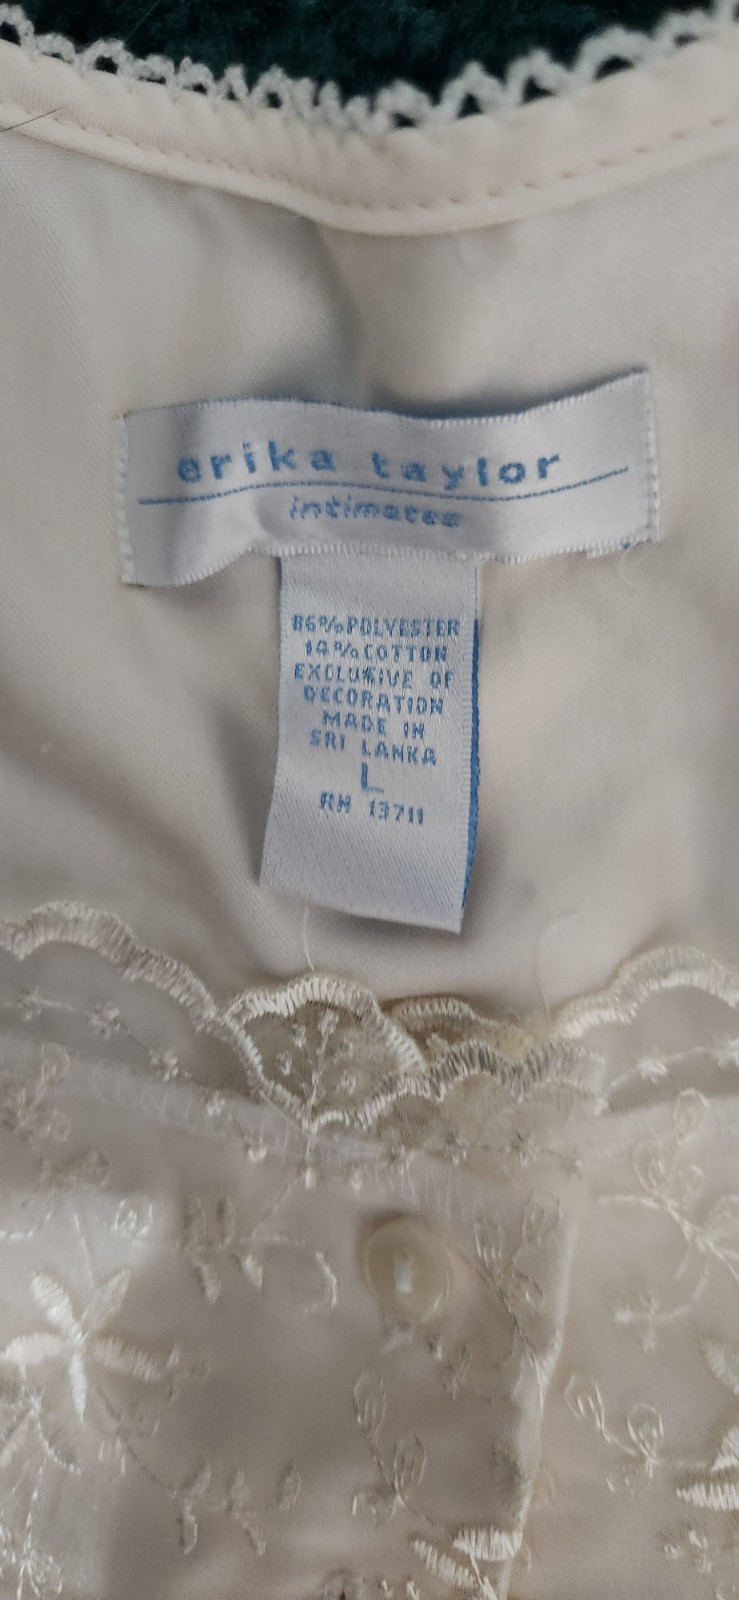 erika taylor
intimates
86% POLYESTER
14% COTTON
EXCLUSIVE OF
DECORATION
MADE IN
SRI LANKA
L
RN 13711